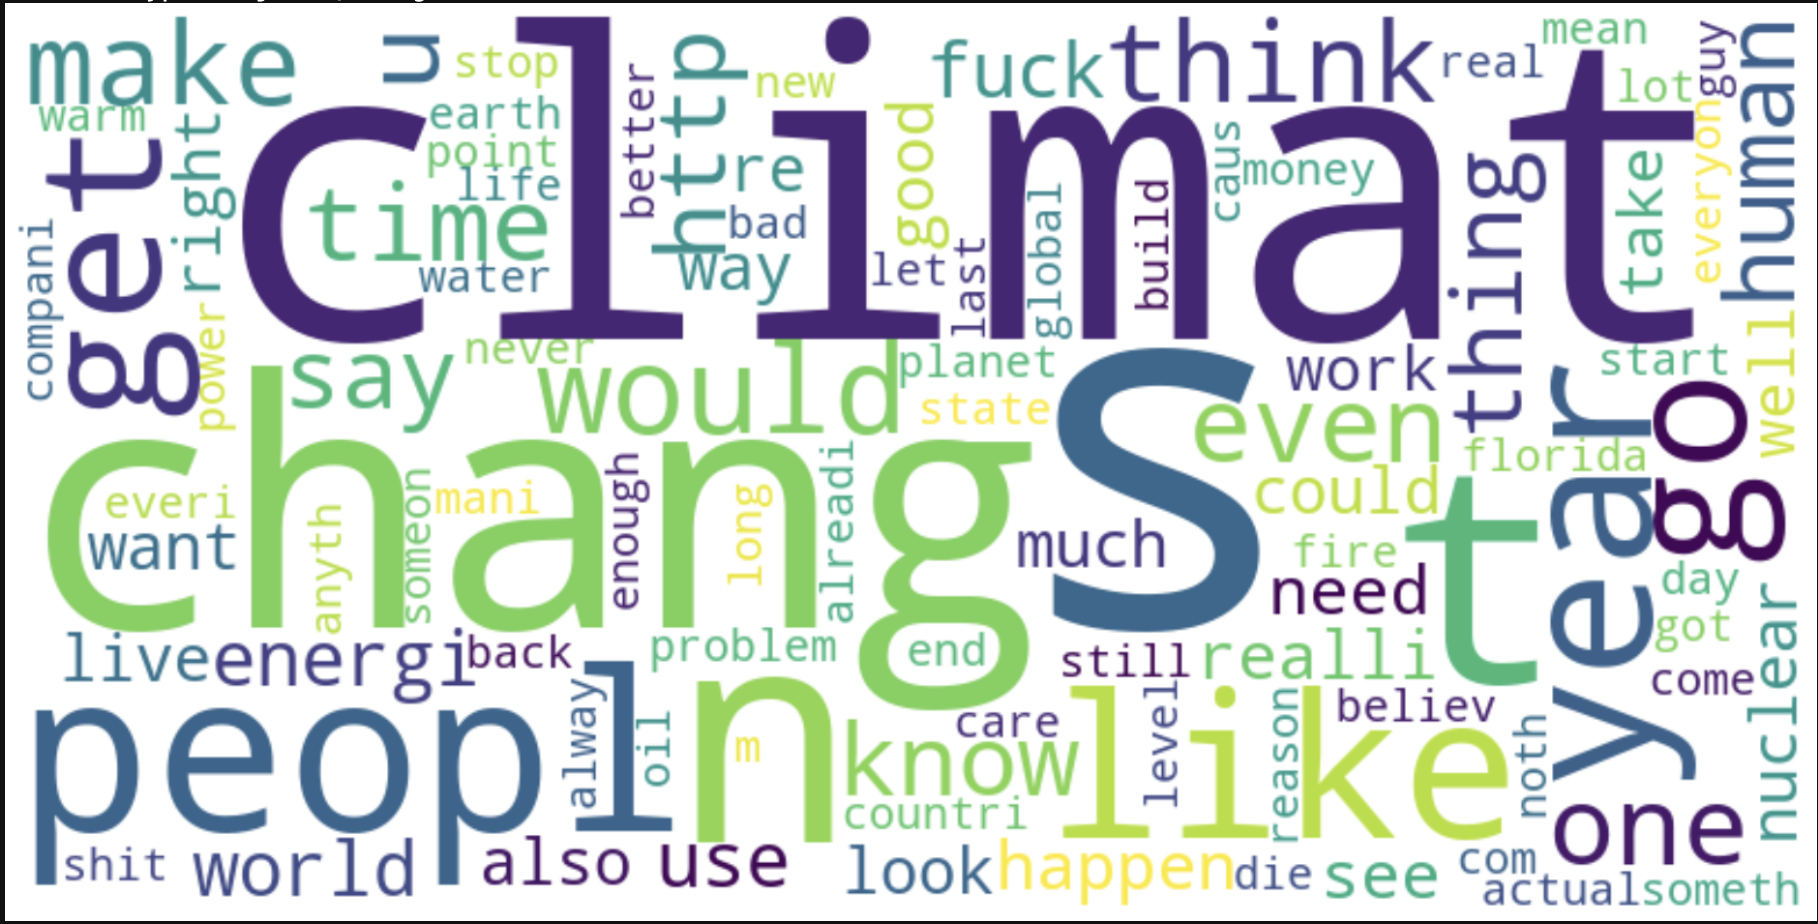 make
u
stop
climat
better
http
new
fuck
think
real
mean
guy
human
warm
right
earth
point
life
time
water
re
bad
way
good
let
last
global
build
caus
money
lot
take
everyon
thing
get
compani
power
say
never
would
planet
state
work
start
well
chang
s
even
florida
year
go
everi
want
anyth
someon
mani
enough
long
alreadi
much
could
fire
need
t
day
got
come
nuclear
live
energi
back
problem
end
still
realli
peopl
alway
oil
n
m
know
care
countri
like
level
reason
believ
noth
one
shit
world
also
use
look
happen
die
see
com
actual
someth